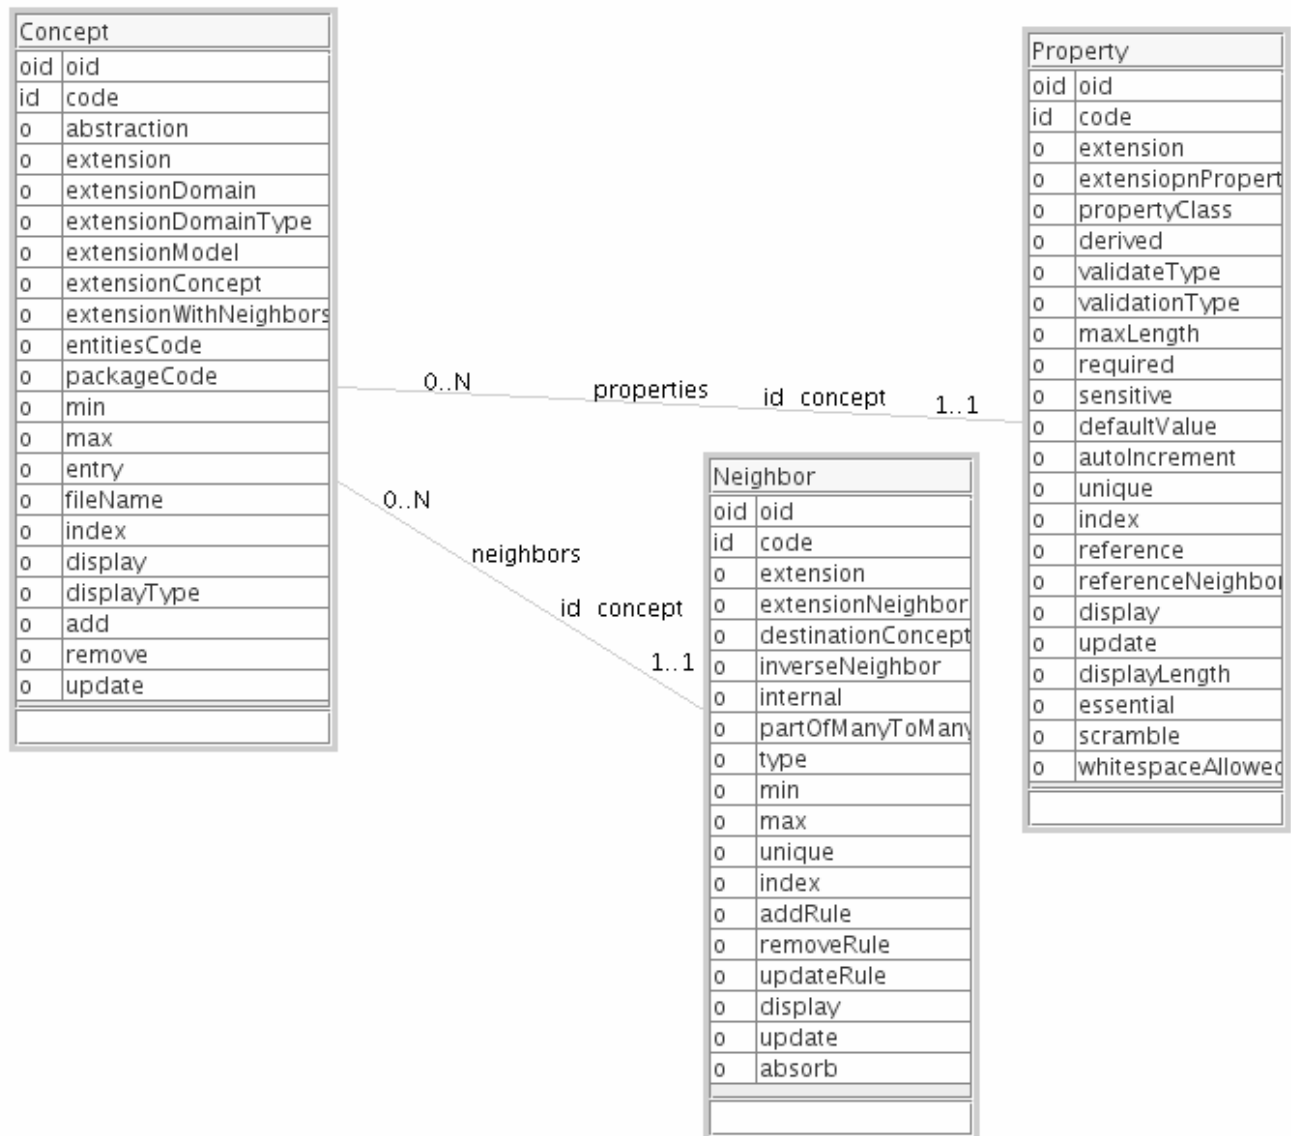 Concept
oid oid
id code
o abstraction
o extension
o extensionDomain
o extensionDomainType
o extensionModel
o extensionConcept
o extensionWithNeighbors
o entitiesCode
o packageCode
o min
o max
o entry
o fileName
o index
o display
o displayType
o add
o remove
o update
0..N properties id concept 1..1
0..N
neighbors
id concept
1..1
Property
oid oid
id code
o extension
o extensiopnPropert
o propertyClass
o derived
o validateType
o validationType
o maxLength
o required
o sensitive
o defaultValue
o autoIncrement
o unique
o index
o reference
o referenceNeighbor
o display
o update
o displayLength
o essential
o scramble
o whitespaceAllowed
Neighbor
oid oid
id code
o extension
o extensionNeighbor
o destinationConcept
o inverseNeighbor
o internal
o partOfManyToMany
o type
o min
o max
o unique
o index
o addRule
o removeRule
o updateRule
o display
o update
o absorb